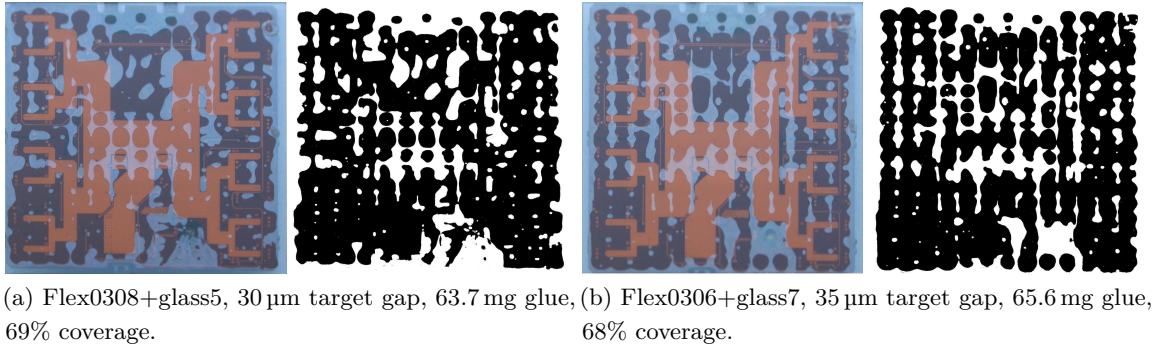 (a) Flex0308+glass5, 30 µm target gap, 63.7 mg glue,
69% coverage.
(b) Flex0306+glass7, 35 µm target gap, 65.6 mg glue,
68% coverage.